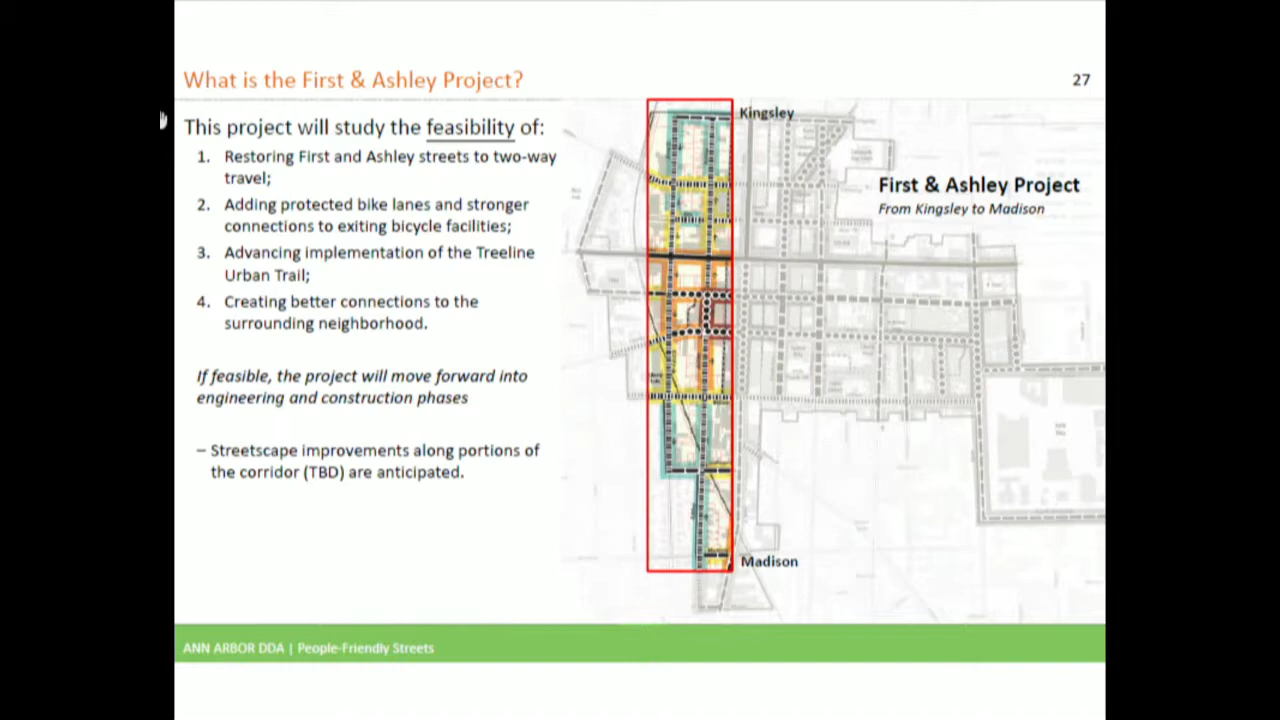 What is the First & Ashley Project?
27
This project will study the feasibility of:
1. Restoring First and Ashley streets to two-way
travel;
2. Adding protected bike lanes and stronger
connections to exiting bicycle facilities;
3. Advancing implementation of the Treeline
Urban Trail;
4. Creating better connections to the
surrounding neighborhood.
If feasible, the project will move forward into
engineering and construction phases
– Streetscape improvements along portions of
the corridor (TBD) are anticipated.
Kingsley
First & Ashley Project
From Kingsley to Madison
Madison
ANN ARBOR DDA | People-Friendly Streets